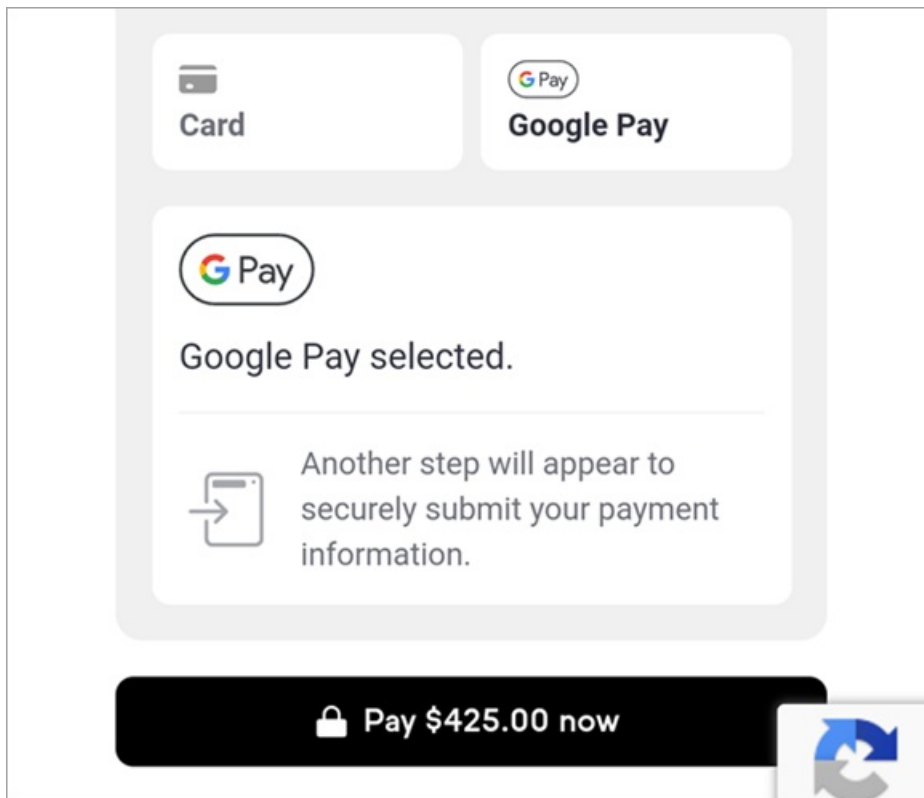 Card
G Pay
Google Pay
G Pay
Google Pay selected.
Another step will appear to
securely submit your payment
information.
Pay $425.00 now